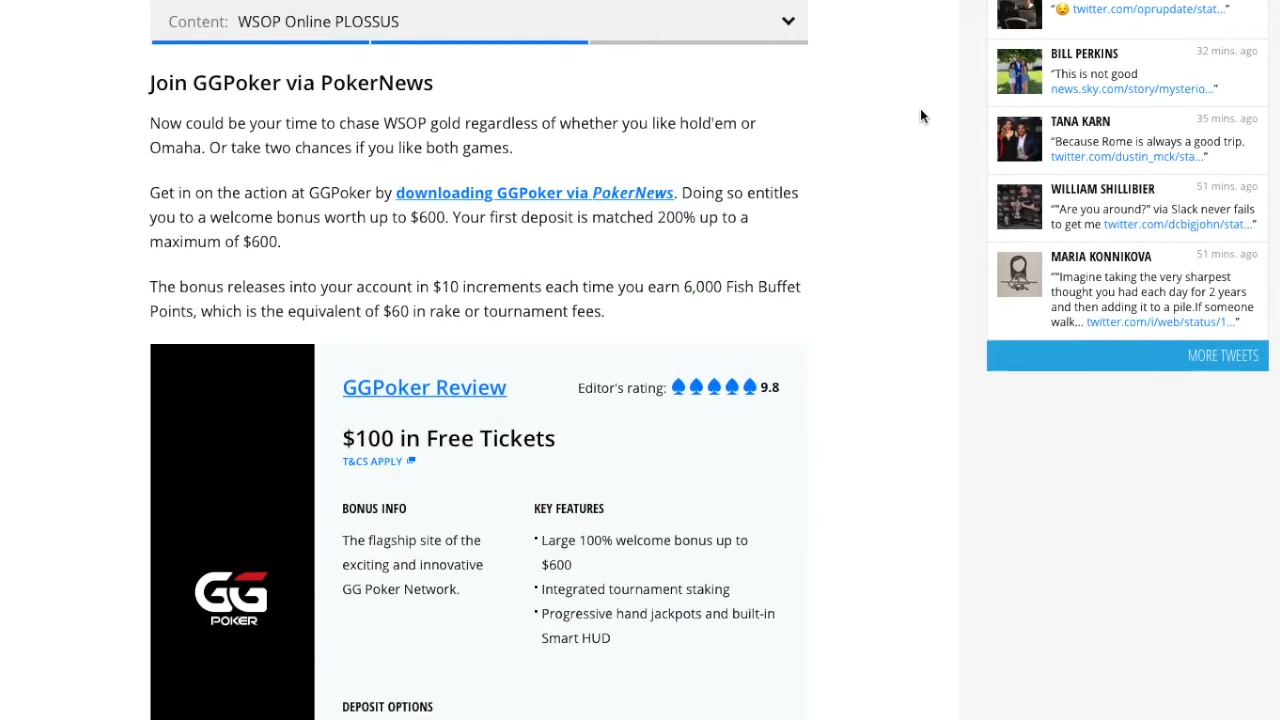 Content: WSOP Online PLOSSUS
Join GGPoker via PokerNews
Now could be your time to chase WSOP gold regardless of whether you like hold'em or
Omaha. Or take two chances if you like both games.
Get in on the action at GGPoker by downloading GGPoker via PokerNews. Doing so entitles
you to a welcome bonus worth up to $600. Your first deposit is matched 200% up to a
maximum of $600.
The bonus releases into your account in $10 increments each time you earn 6,000 Fish Buffet
Points, which is the equivalent of $60 in rake or tournament fees.
GG
POKER
GGPoker Review
Editor's rating: 9.8
$100 in Free Tickets
T&CS APPLY
BONUS INFO
The flagship site of the
exciting and innovative
GG Poker Network.
KEY FEATURES
· Large 100% welcome bonus up to
$600
· Integrated tournament staking
· Progressive hand jackpots and built-in
Smart HUD
DEPOSIT OPTIONS
“😔 twitter.com/oprupdate/stat…”
BILL PERKINS 32 mins. ago
“This is not good
news.sky.com/story/mysterio…”
TANA KARN 35 mins. ago
“Because Rome is always a good trip.
twitter.com/dustin_mck/sta…”
WILLIAM SHILLIBIER 51 mins. ago
“"Are you around?" via Slack never fails
to get me twitter.com/dcbigjohn/stat…”
MARIA KONNIKOVA 51 mins. ago
“"Imagine taking the very sharpest
thought you had each day for 2 years
and then adding it to a pile.If someone
walk… twitter.com/i/web/status/1…”
MORE TWEETS